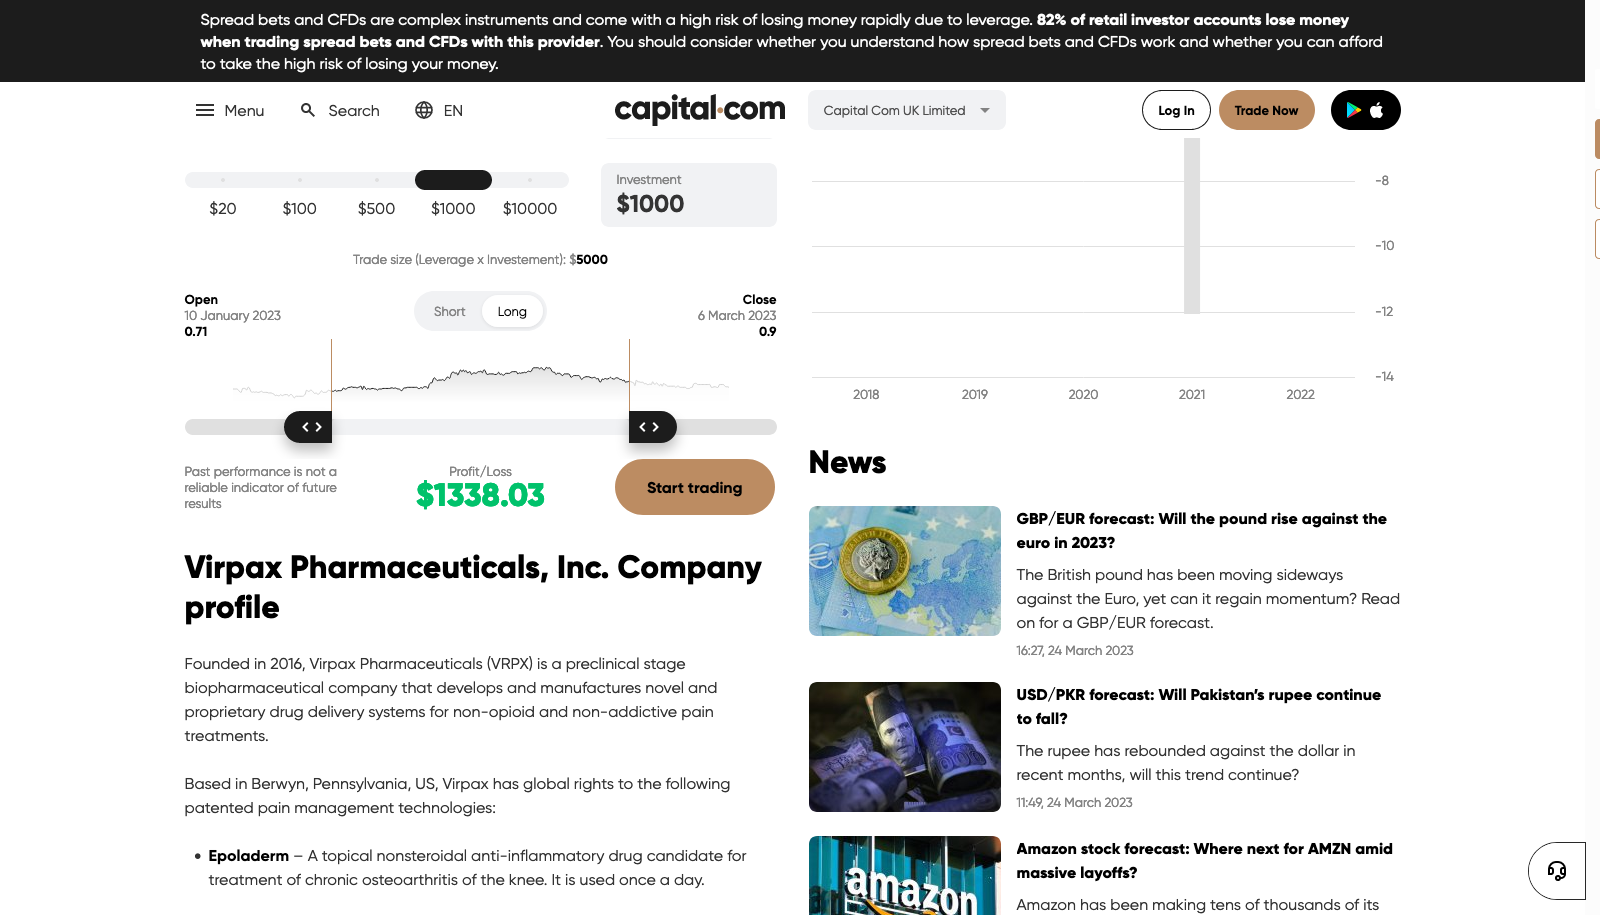 Spread bets and CFDs are complex instruments and come with a high risk of losing money rapidly due to leverage. 82% of retail investor accounts lose money
when trading spread bets and CFDs with this provider. You should consider whether you understand how spread bets and CFDs work and whether you can afford
to take the high risk of losing your money.
Menu
Search
EN
capital.com
Capital Com UK Limited
Log In
Trade Now
$20
$100
$500
$1000
$10000
Investment
$1000
Trade size (Leverage x Investement): $5000
Open
10 January 2023
0.71
Short
Long
Close
6 March 2023
0.9
Past performance is not a
reliable indicator of future
results
Profit/Loss
$1338.03
Start trading
Virpax Pharmaceuticals, Inc. Company
profile
Founded in 2016, Virpax Pharmaceuticals (VRPX) is a preclinical stage
biopharmaceutical company that develops and manufactures novel and
proprietary drug delivery systems for non-opioid and non-addictive pain
treatments.
Based in Berwyn, Pennsylvania, US, Virpax has global rights to the following
patented pain management technologies:
• Epoladerm – A topical nonsteroidal anti-inflammatory drug candidate for
treatment of chronic osteoarthritis of the knee. It is used once a day.
-8
-10
-12
-14
2018
2019
2020
2021
2022
News
GBP/EUR forecast: Will the pound rise against the
euro in 2023?
The British pound has been moving sideways
against the Euro, yet can it regain momentum? Read
on for a GBP/EUR forecast.
16:27, 24 March 2023
USD/PKR forecast: Will Pakistan’s rupee continue
to fall?
The rupee has rebounded against the dollar in
recent months, will this trend continue?
11:49, 24 March 2023
amazon
Amazon stock forecast: Where next for AMZN amid
massive layoffs?
Amazon has been making tens of thousands of its